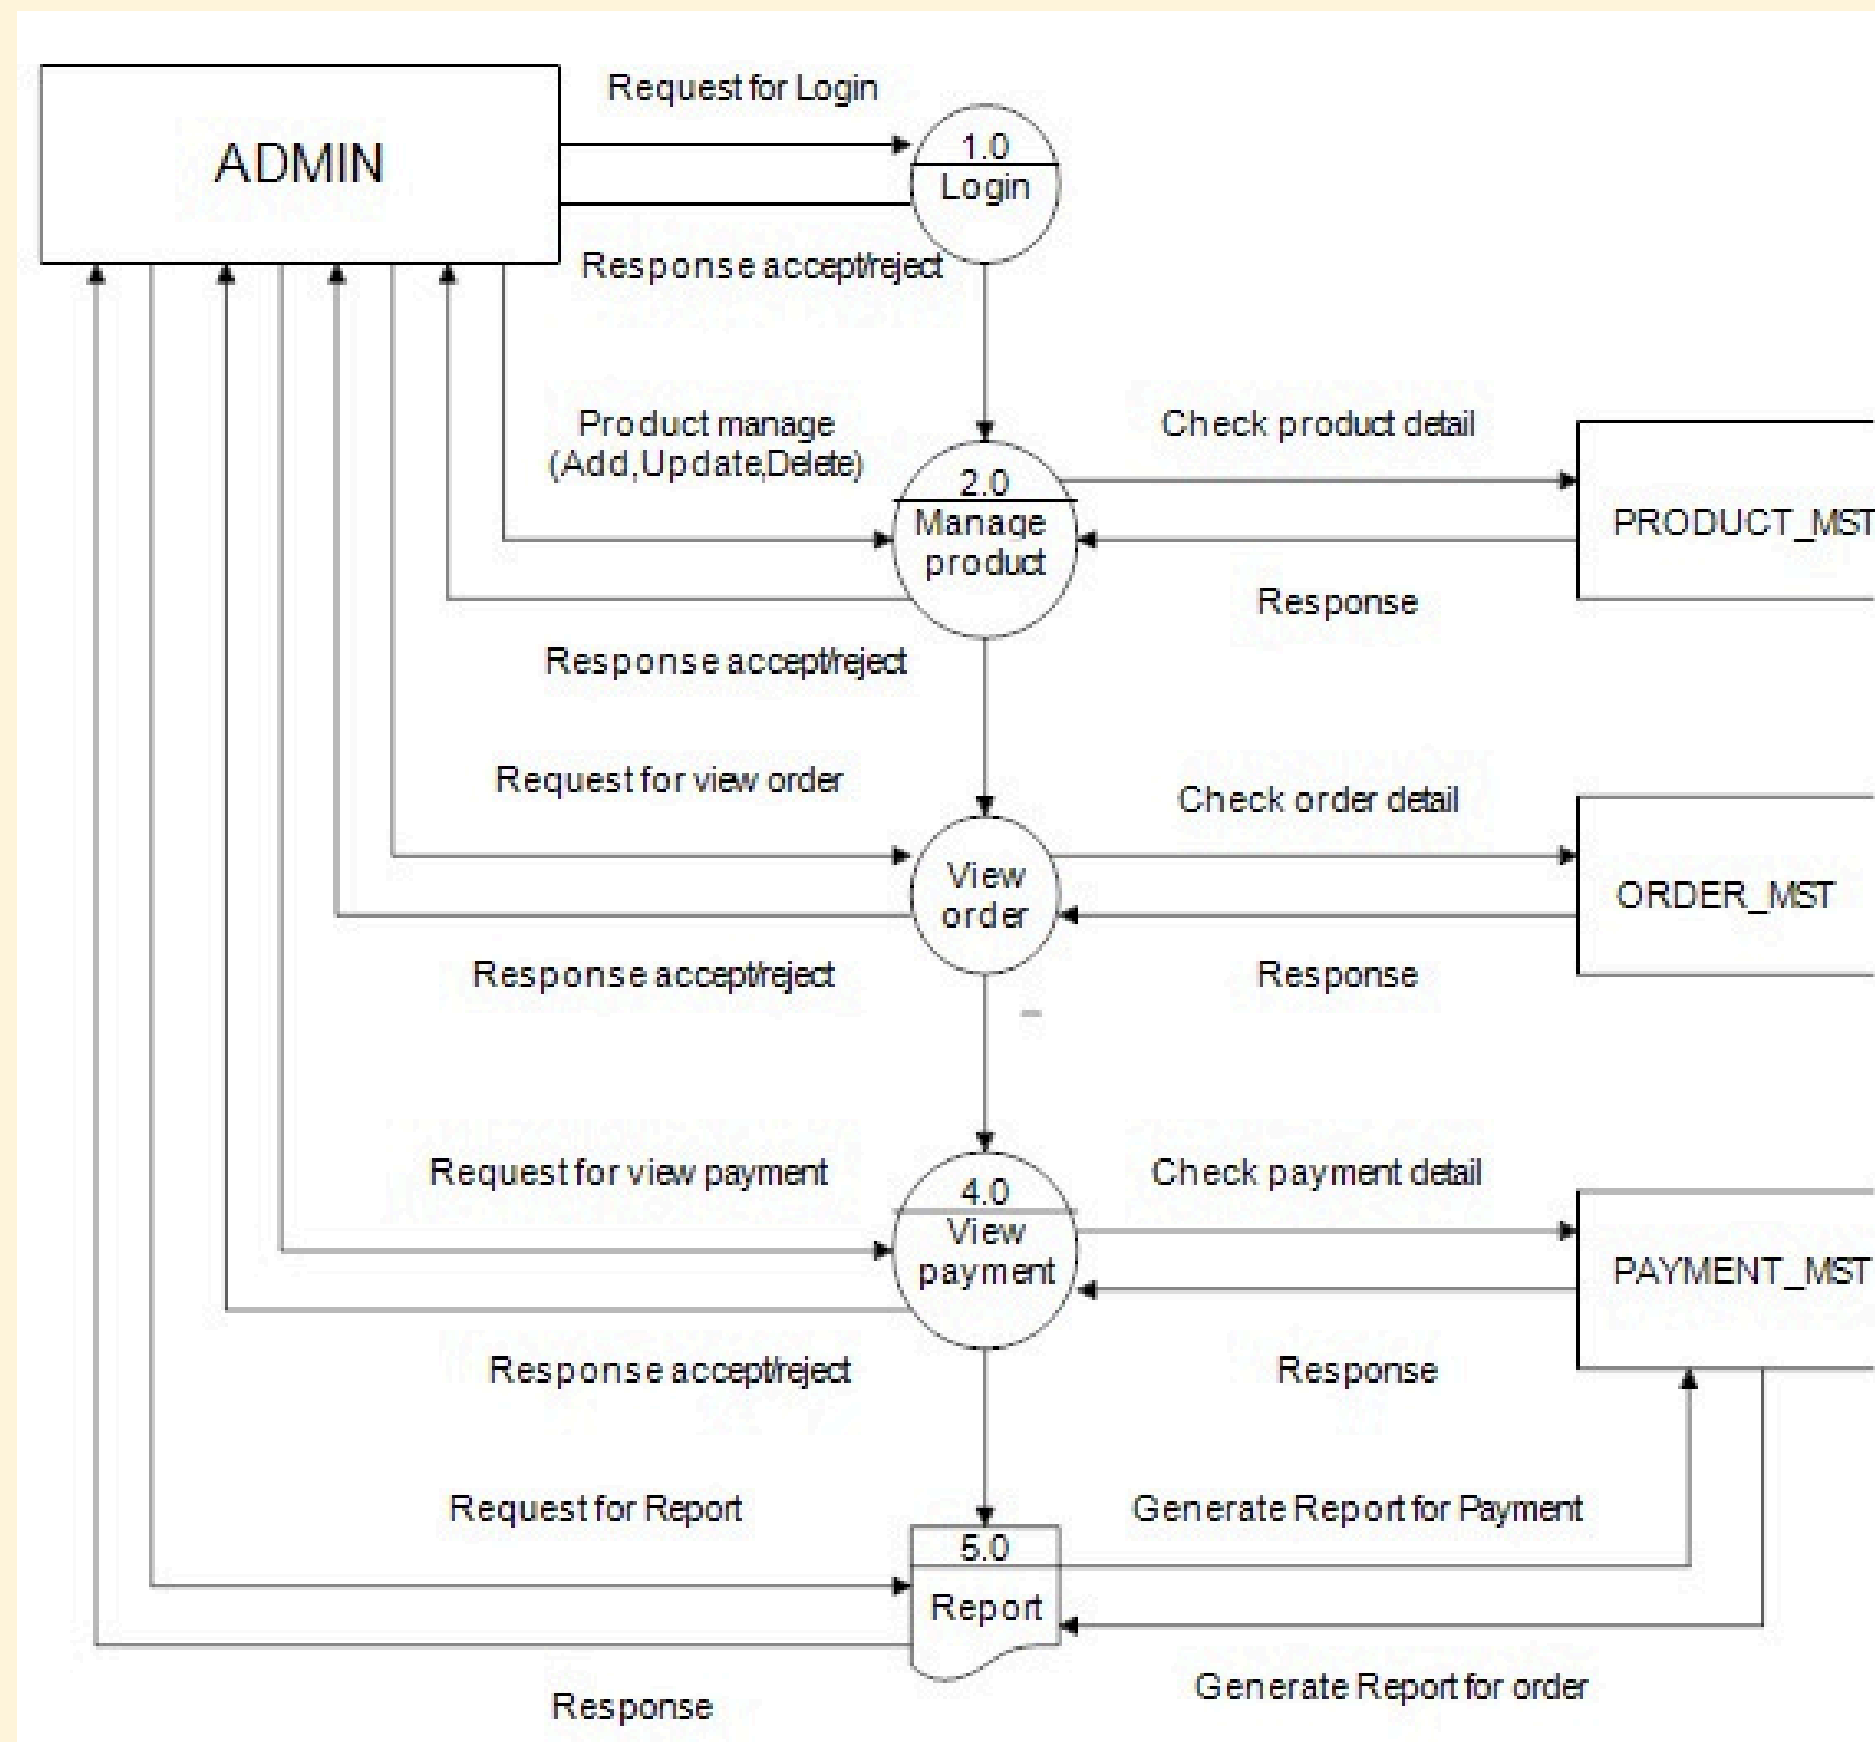 Request for Login
ADMIN
1.0
Login
Response accept/reject
Product manage
(Add,Update,Delete)
Check product detail
2.0
Manage
product
PRODUCT_MST
Response
Response accept/reject
Request for view order
Check order detail
View
order
ORDER_MST
Response accept/reject
Response
Request for view payment
Check payment detail
4.0
View
payment
PAYMENT_MST
Response accept/reject
Response
Request for Report
Generate Report for Payment
5.0
Report
Generate Report for order
Response